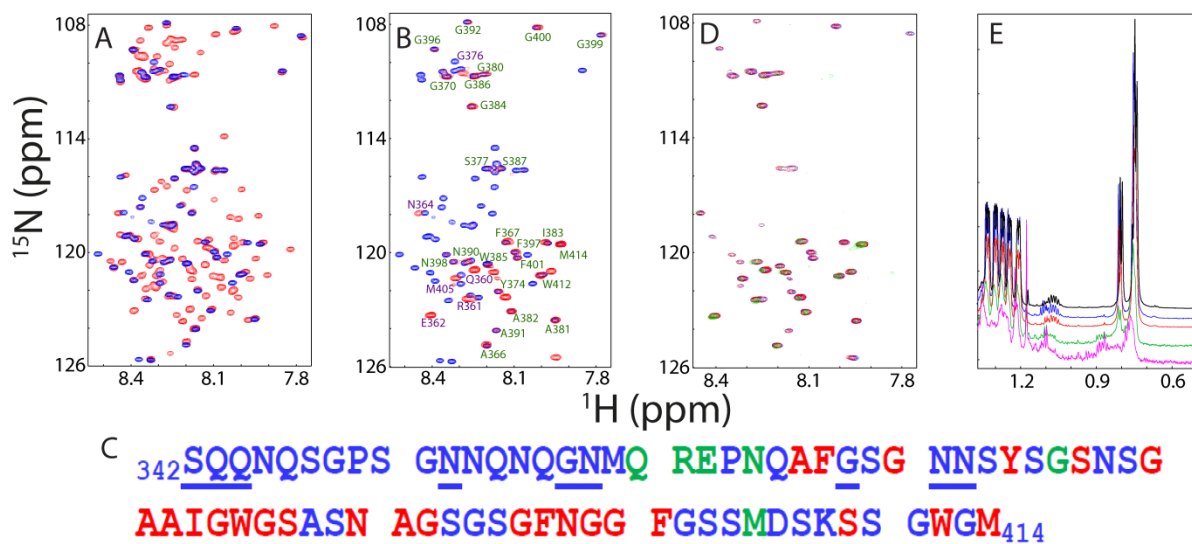 A
B
D
E
15N (ppm)
108
114
120
126
8.4 8.1 7.8
108
114
120
126
G392
G400
G396
G376
G399
G380
G370
G386
G384
S377 S387
N364
F367
I383
F397
M414
N390
W385
N398
F401
M405
Q360
Y374
W412
R361
E362
A382
A381
A391
A366
8.4 8.1 7.8
108
114
120
126
8.4 8.1 7.8
1.2 0.9 0.6
1H (ppm)
C
342SQQNQSGPS GNNQNQGNMQ REPNQAFGSG NNSYSGSNSG
AAIGWGSASN AGSGSGFNGG FGSSMDSKSS GWGM414